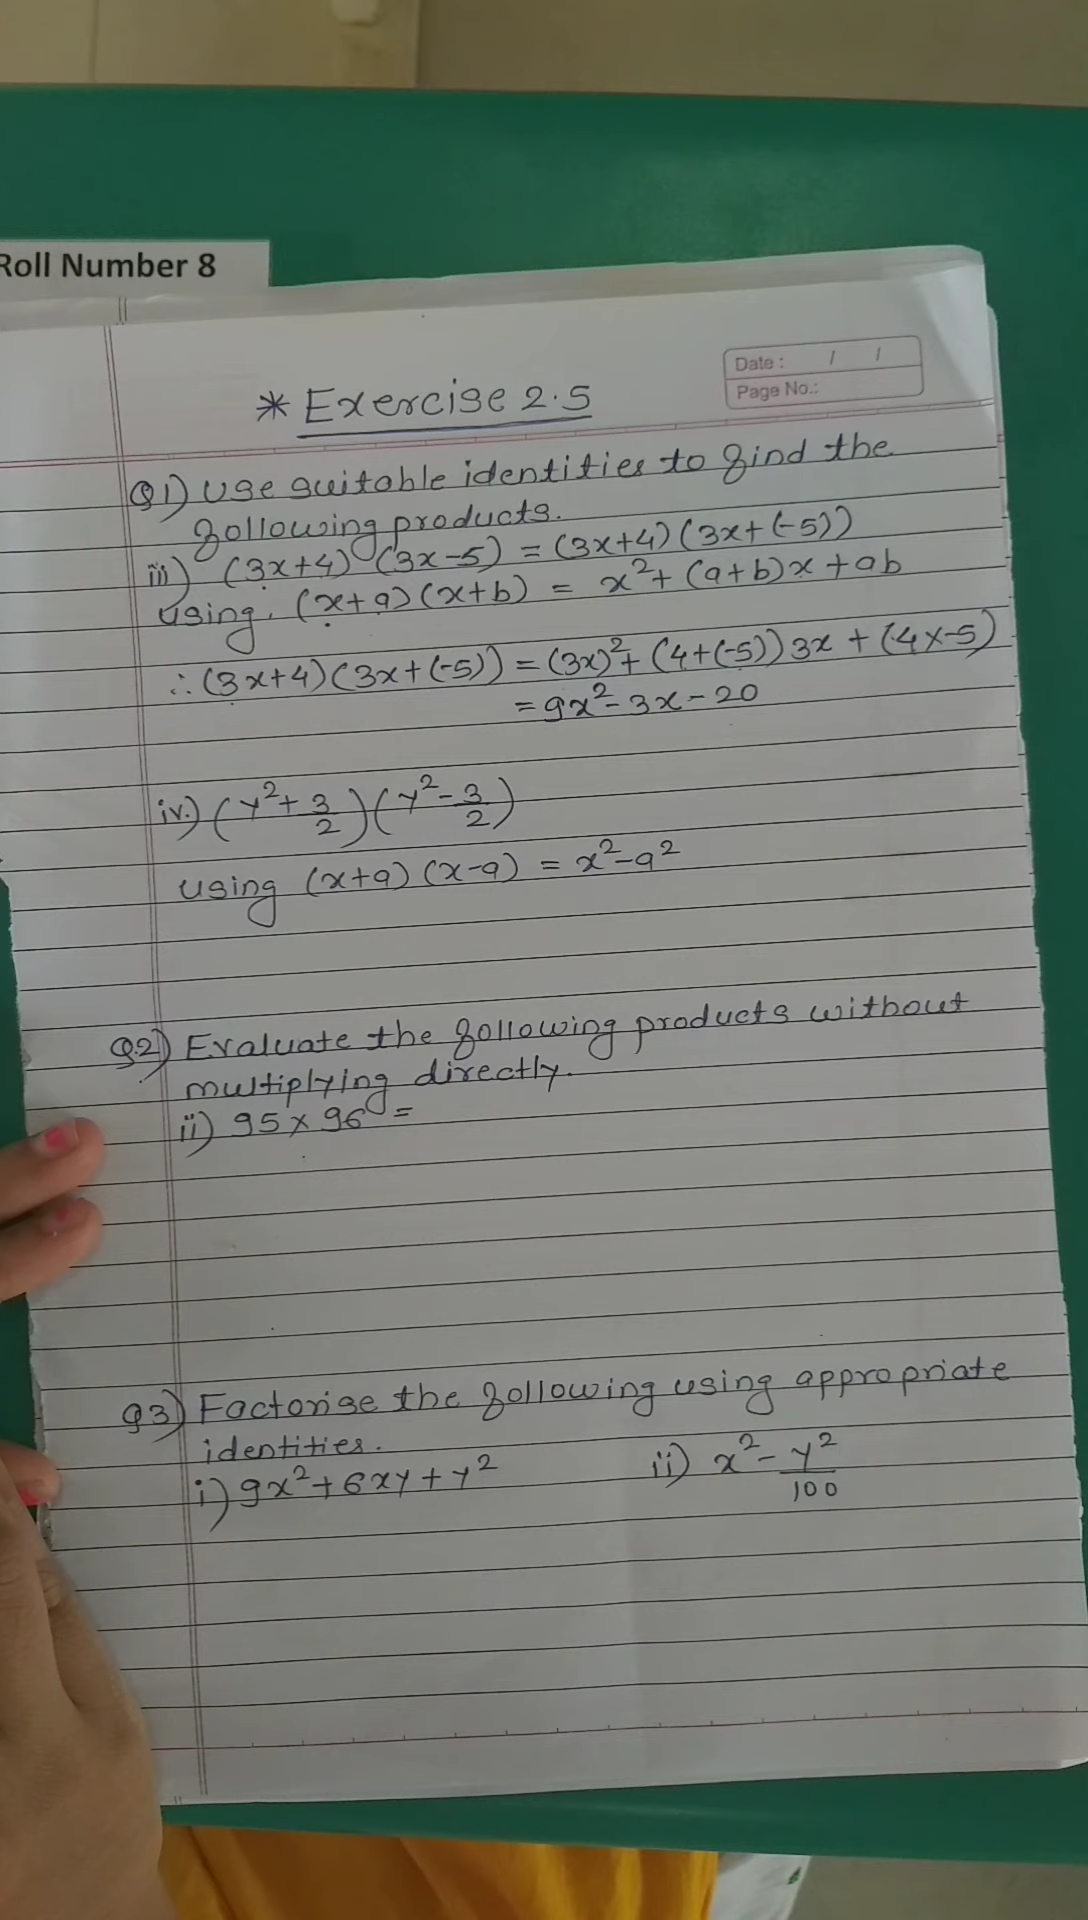 Roll Number 8
Date : / /
Page No.:
* Exercise 2.5
Q1) Use suitable identities to find the
following products.
iii) (3x+4) (3x-5) = (3x+4) (3x+(-5))
using. (x+a) (x+b) = x²+ (a+b)x + ab
∴ (3x+4) (3x+(-5)) = (3x)²+ (4+(-5)) 3x + (4×-5)
= 9x²- 3x - 20
iv.) (y²+ 3/2) (y²- 3/2)
using (x+a) (x-a) = x²-a²
Q.2) Evaluate the following products without
multiplying directly.
ii) 95 x 96 =
Q3) Factorise the following using appropriate
identities.
i) 9x²+6xy+y² ii) x²- y²/100